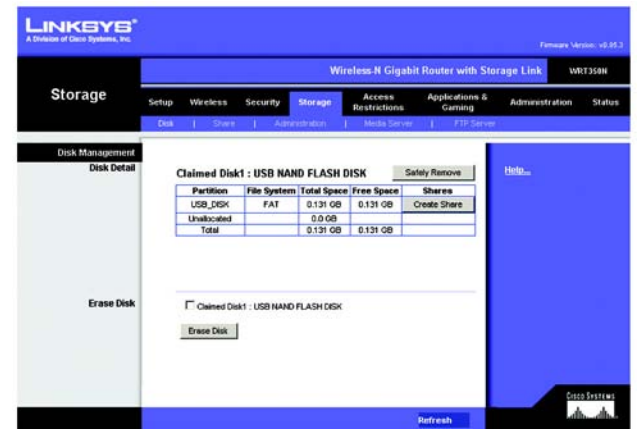 LINKSYS®
A Division of Cisco Systems, Inc.
Firmware Version: v0.05.3
Wireless-N Gigabit Router with Storage Link WRT350N
Storage
Setup Wireless Security Storage Access Restrictions Applications & Gaming Administration Status
Disk | Share | Administration | Media Server | FTP Server
Disk Management
Disk Detail
Claimed Disk1 : USB NAND FLASH DISK Safely Remove
Help...
Partition File System Total Space Free Space Shares
USB_DISK FAT 0.131 GB 0.131 GB Create Share
Unallocated 0.0 GB
Total 0.131 GB 0.131 GB
Erase Disk
Claimed Disk1 : USB NAND FLASH DISK
Erase Disk
Refresh
CISCO SYSTEMS